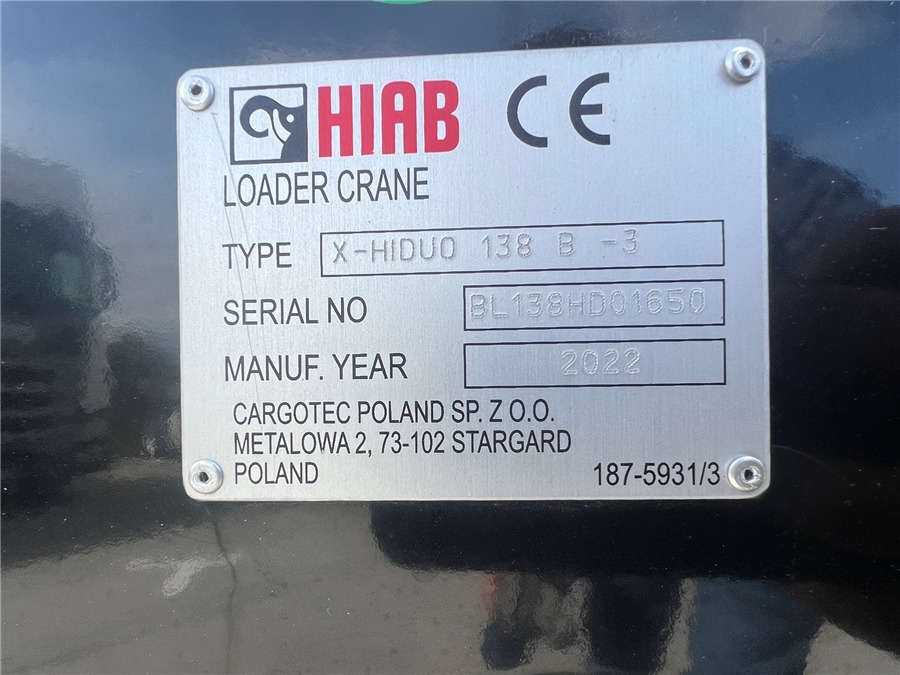 HIAB CE
LOADER CRANE
TYPE X-HIDUO 138 B -3
SERIAL NO BL138HD01650
MANUF. YEAR 2022
CARGOTEC POLAND SP. Z O.O.
METALOWA 2, 73-102 STARGARD
POLAND 187-5931/3